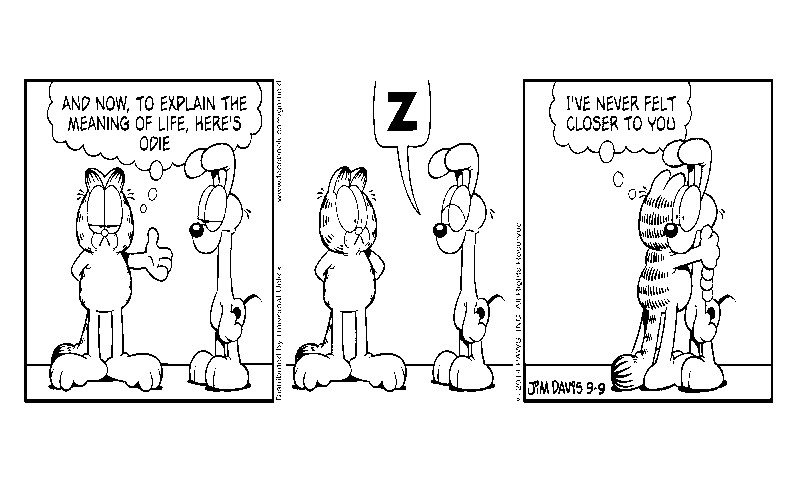 AND NOW, TO EXPLAIN THE
MEANING OF LIFE, HERE'S
ODIE
Z
I'VE NEVER FELT
CLOSER TO YOU
JIM DAVIS 9-9